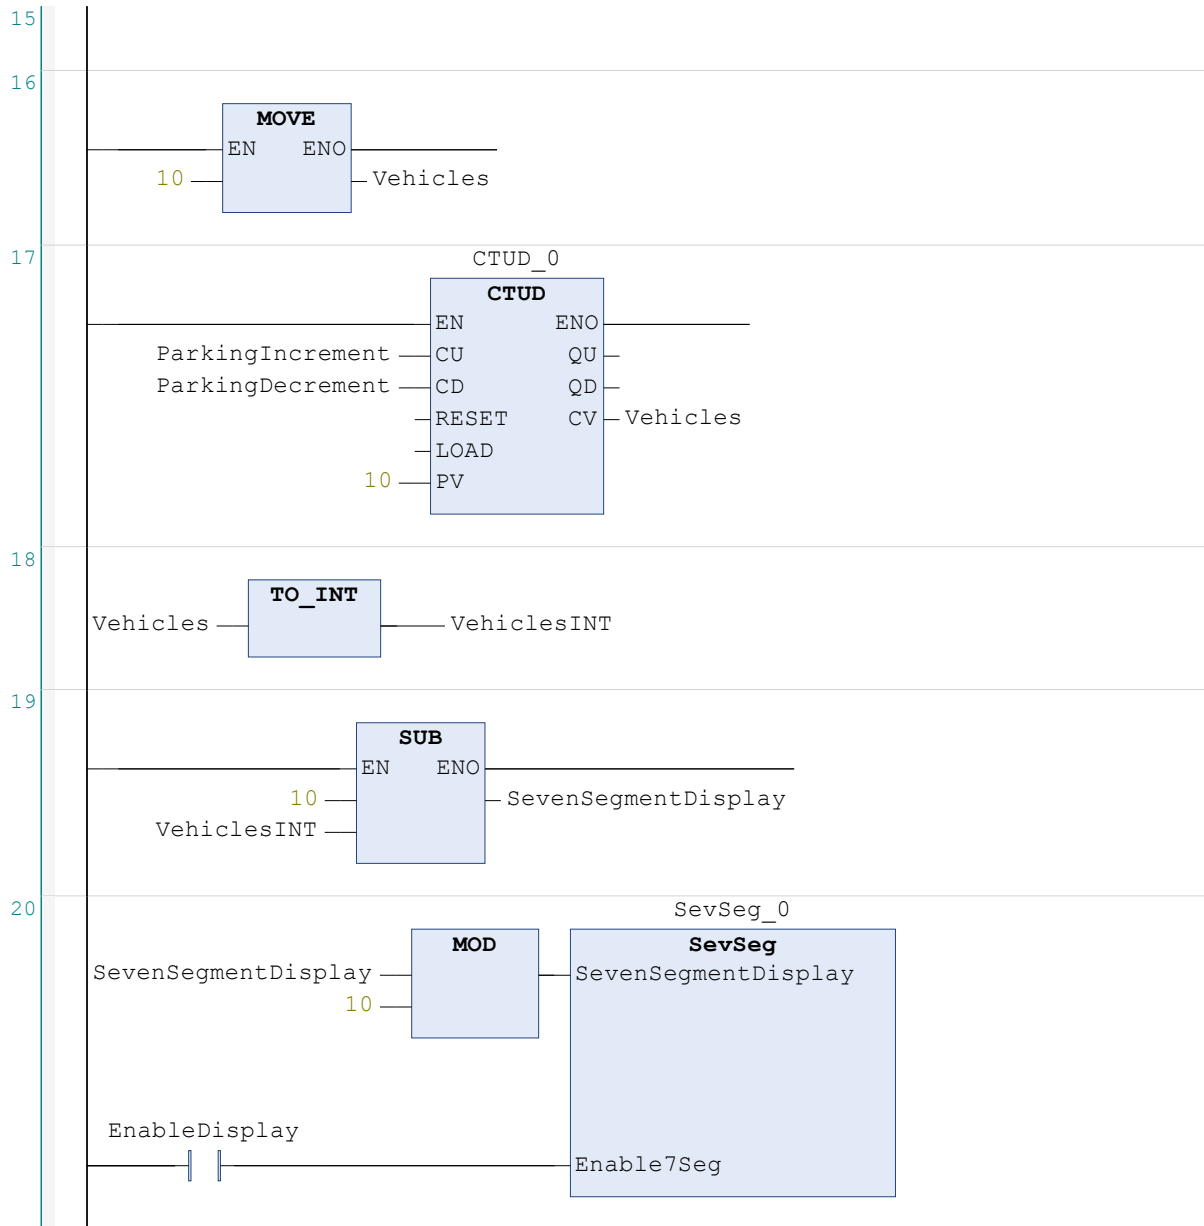 15
16
MOVE
EN ENO
10 Vehicles
17
CTUD_0
CTUD
EN ENO
ParkingIncrement CU QU
ParkingDecrement CD QD
RESET CV Vehicles
LOAD
10 PV
18
TO_INT
Vehicles VehiclesINT
19
SUB
EN ENO
10 SevenSegmentDisplay
VehiclesINT
20
SevSeg_0
MOD SevSeg
SevenSegmentDisplay SevenSegmentDisplay
10
EnableDisplay
Enable7Seg